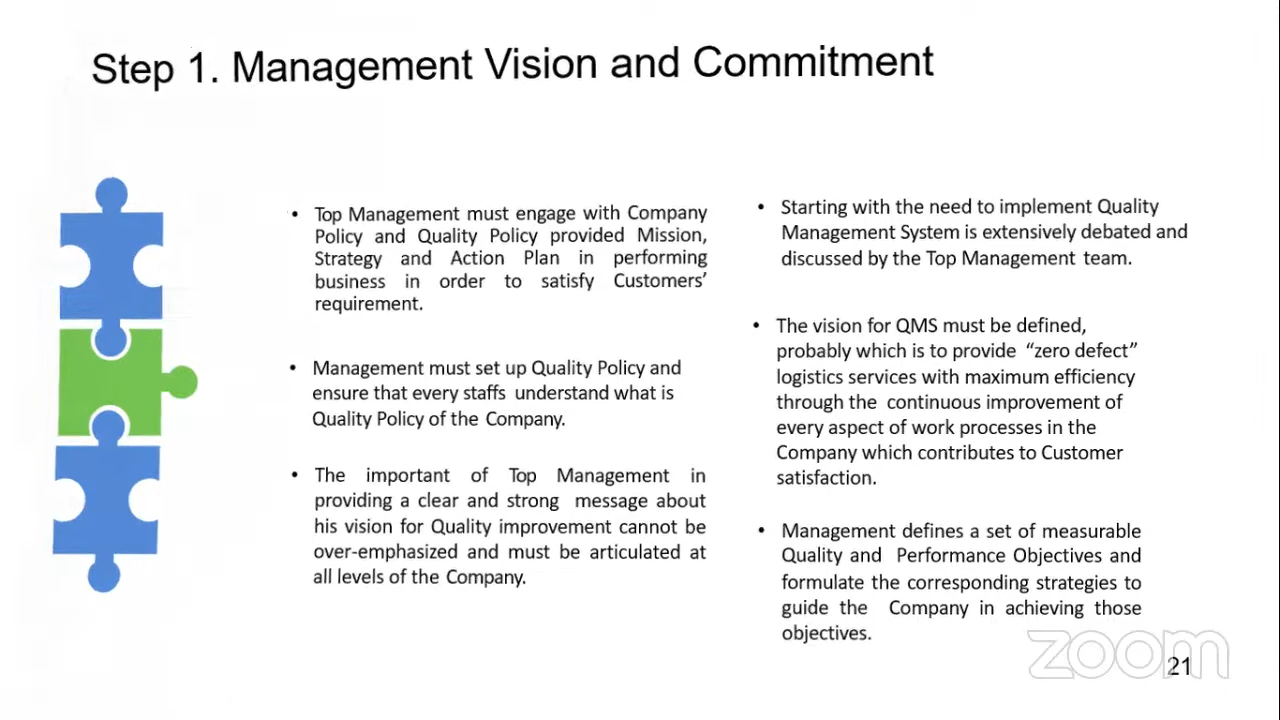 Step 1. Management Vision and Commitment
• Top Management must engage with Company
Policy and Quality Policy provided Mission,
Strategy and Action Plan in performing
business in order to satisfy Customers'
requirement.
• Management must set up Quality Policy and
ensure that every staffs understand what is
Quality Policy of the Company.
• The important of Top Management in
providing a clear and strong message about
his vision for Quality improvement cannot be
over-emphasized and must be articulated at
all levels of the Company.
• Starting with the need to implement Quality
Management System is extensively debated and
discussed by the Top Management team.
• The vision for QMS must be defined,
probably which is to provide “zero defect”
logistics services with maximum efficiency
through the continuous improvement of
every aspect of work processes in the
Company which contributes to Customer
satisfaction.
• Management defines a set of measurable
Quality and Performance Objectives and
formulate the corresponding strategies to
guide the Company in achieving those
objectives.
zoom
21